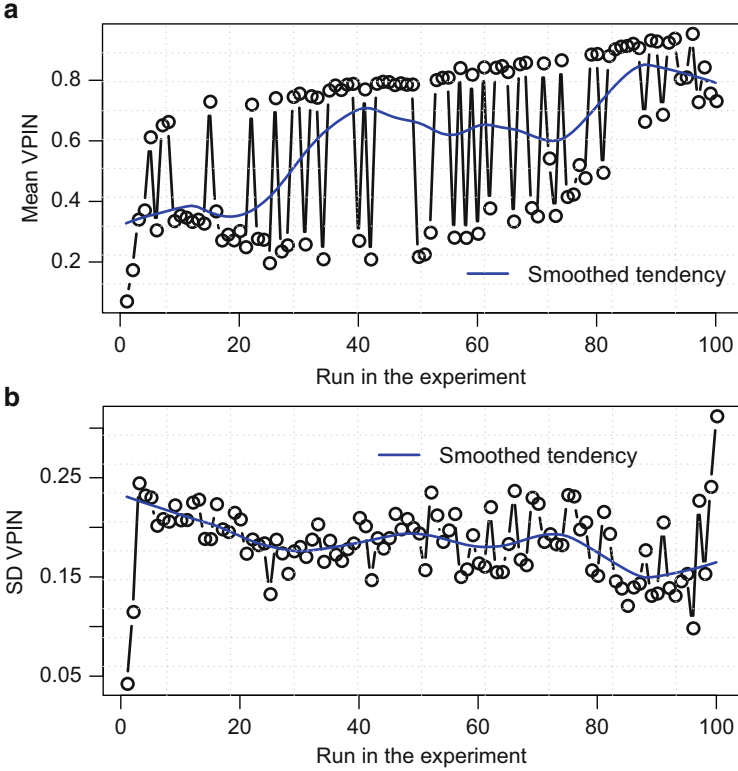 a
0.8
0.6
0.4
0.2
Mean VPIN
Smoothed tendency
0 20 40 60 80 100
Run in the experiment
b
Smoothed tendency
0.25
0.15
0.05
SD VPIN
0 20 40 60 80 100
Run in the experiment